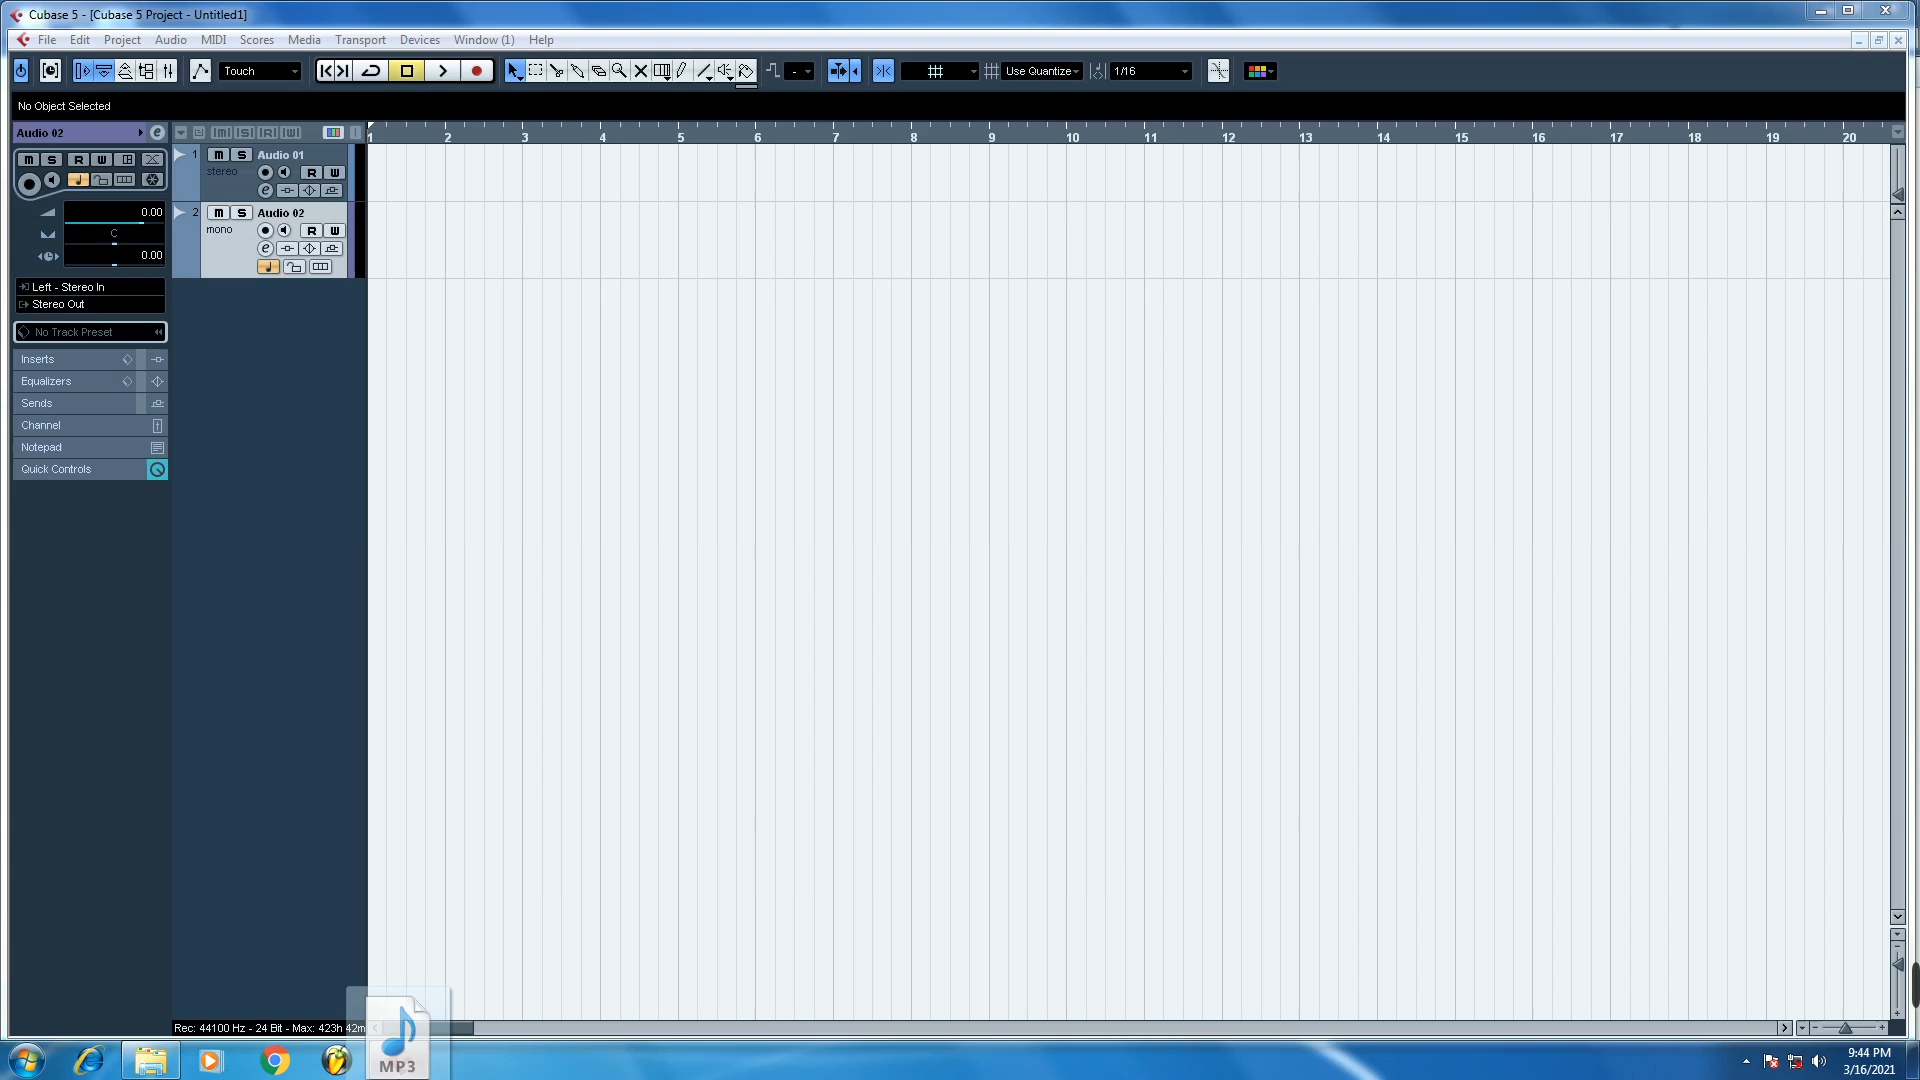 Cubase 5 - [Cubase 5 Project - Untitled1]
File Edit Project Audio MIDI Scores Media Transport Devices Window (1) Help
Touch - Use Quantize 1/16
No Object Selected
Audio 02 e [M] [S] [R] [W] 1 2 3 4 5 6 7 8 9 10 11 12 13 14 15 16 17 18 19 20
m S R W
1 m S Audio 01
stereo R W
e
0.00
C
0.00
2 m S Audio 02
mono R W
e
Left - Stereo In
Stereo Out
No Track Preset
Inserts
Equalizers
Sends
Channel
Notepad
Quick Controls
Rec: 44100 Hz - 24 Bit - Max: 423h 42m
MP3
9:44 PM
3/16/2021